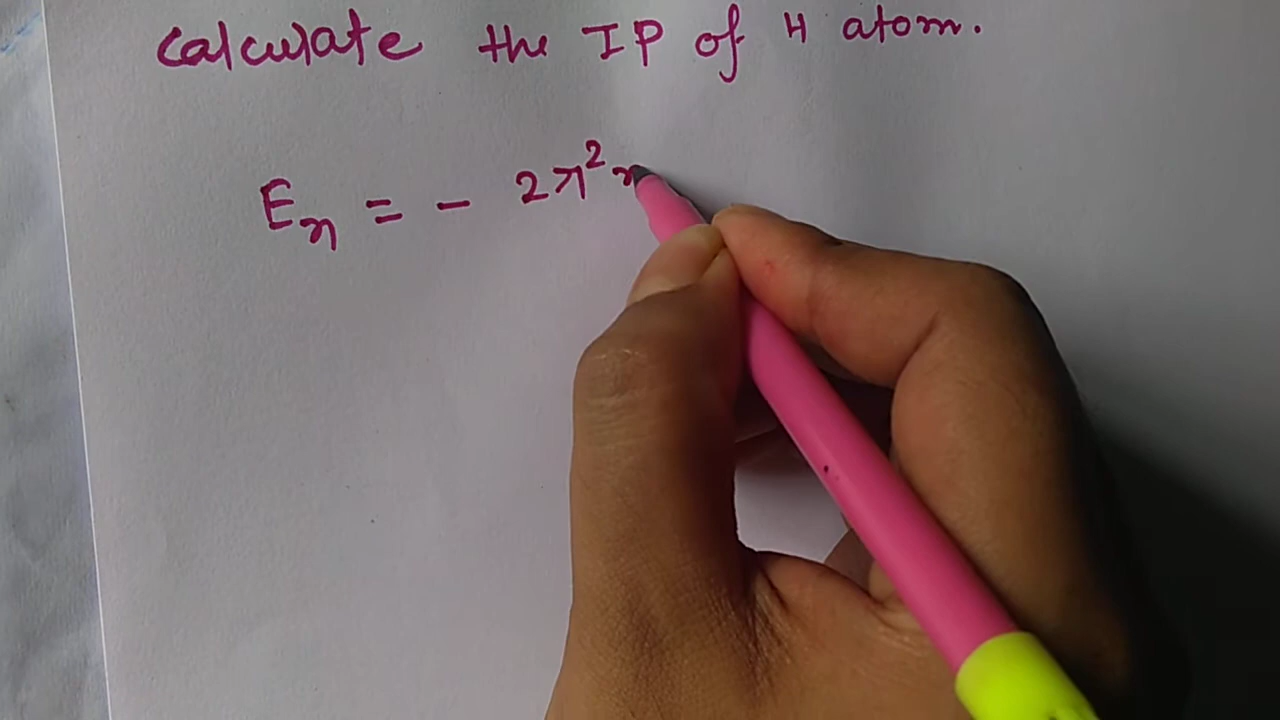 Calculate the IP of H atom.
Eₙ = - 2π²